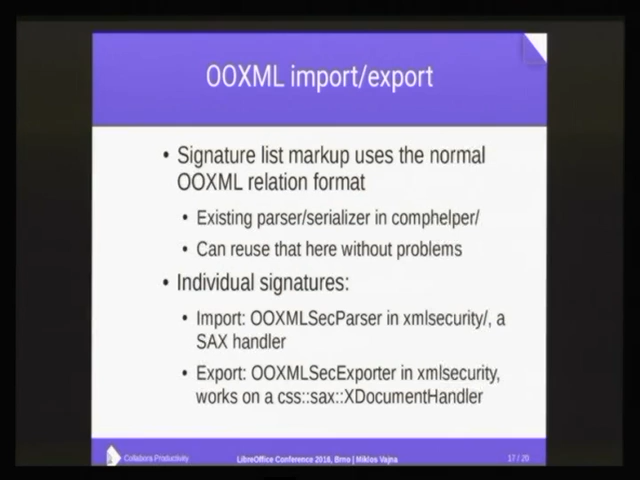 OOXML import/export
• Signature list markup uses the normal
OOXML relation format
• Existing parser/serializer in comphelper/
• Can reuse that here without problems
• Individual signatures:
• Import: OOXMLSecParser in xmlsecurity/, a
SAX handler
• Export: OOXMLSecExporter in xmlsecurity,
works on a css::sax::XDocumentHandler
Collabora Productivity
LibreOffice Conference 2016, Brno | Miklos Vajna
17 / 20